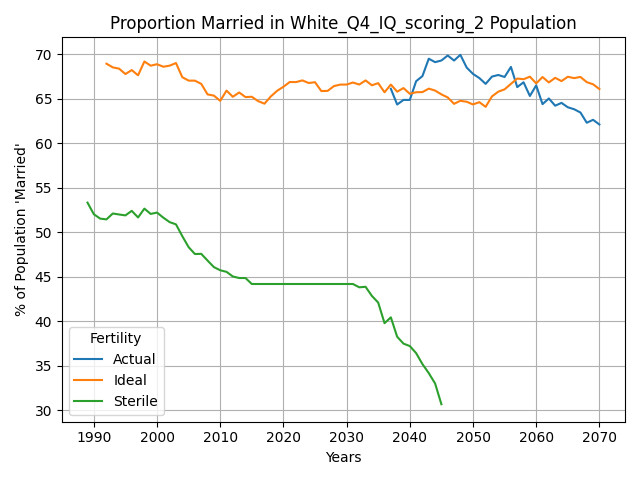 Proportion Married in White_Q4_IQ_scoring_2 Population
% of Population 'Married'
70
65
60
55
50
45
40
35
30
Fertility
Actual
Ideal
Sterile
1990 2000 2010 2020 2030 2040 2050 2060 2070
Years